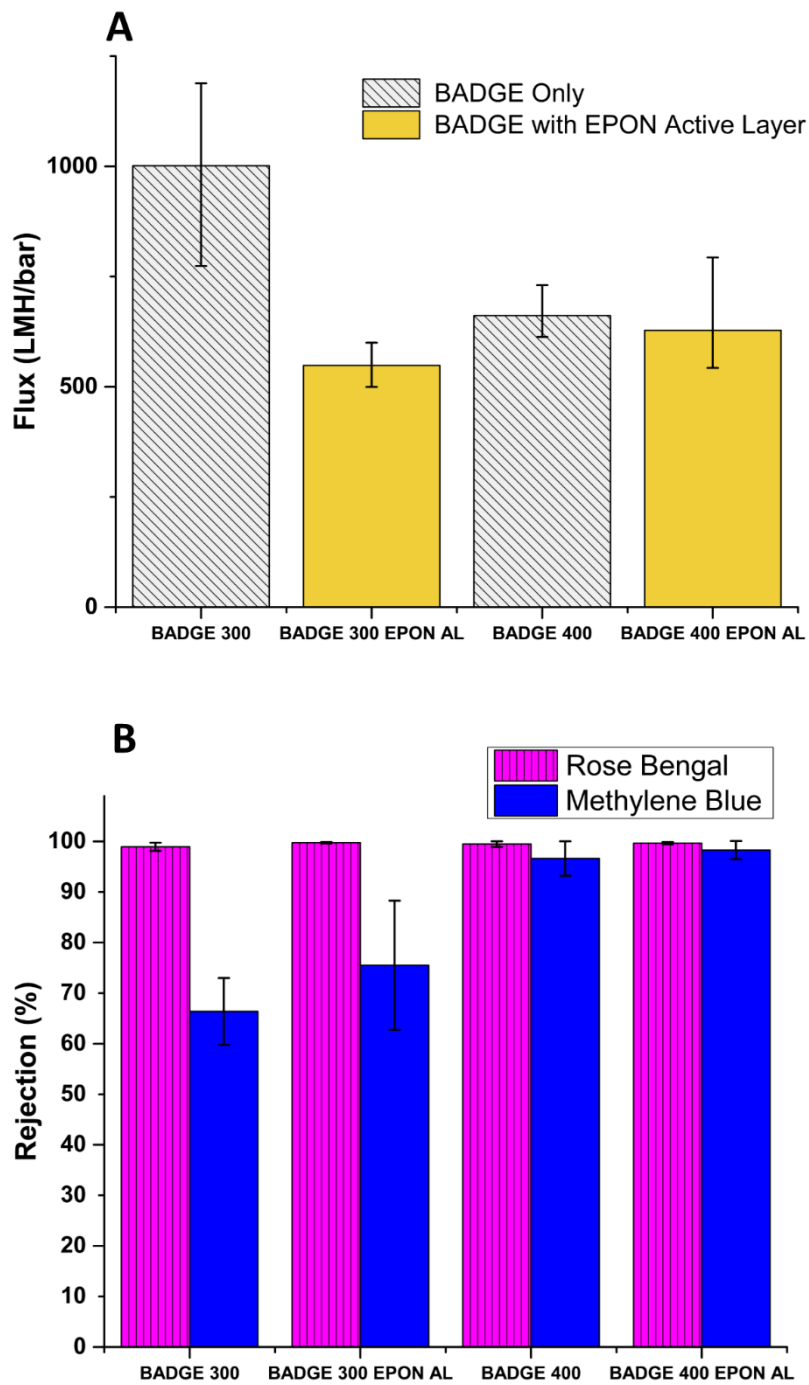 A
BADGE Only
BADGE with EPON Active Layer
Flux (LMH/bar)
1000
500
0
BADGE 300
BADGE 300 EPON AL
BADGE 400
BADGE 400 EPON AL
B
Rose Bengal
Methylene Blue
Rejection (%)
100
90
80
70
60
50
40
30
20
10
0
BADGE 300
BADGE 300 EPON AL
BADGE 400
BADGE 400 EPON AL